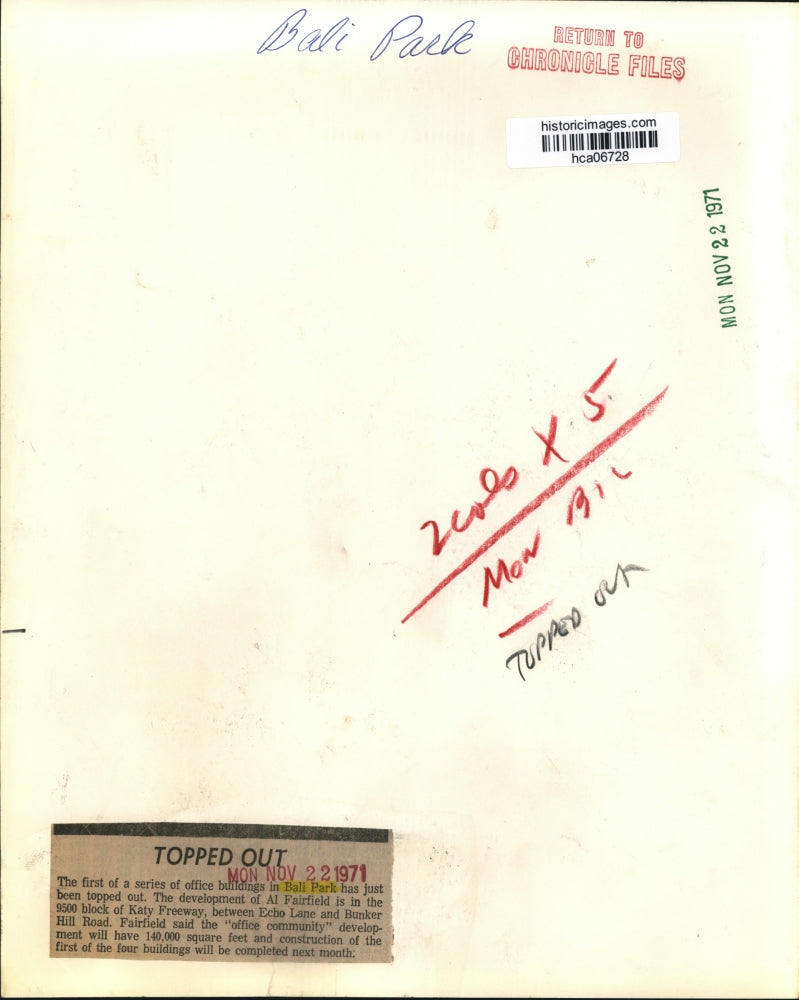 Bali Park
RETURN TO
CHRONICLE FILES
historicimages.com
hca06728
MON NOV 22 1971
2 cols X 5
Mon
TOPPED OUT
TOPPED OUT
MON NOV 22 1971
The first of a series of office buildings in Bali Park has just
been topped out. The development of Al Fairfield is in the
9500 block of Katy Freeway, between Echo Lane and Bunker
Hill Road. Fairfield said the "office community" develop-
ment will have 140,000 square feet and construction of the
first of the four buildings will be completed next month.